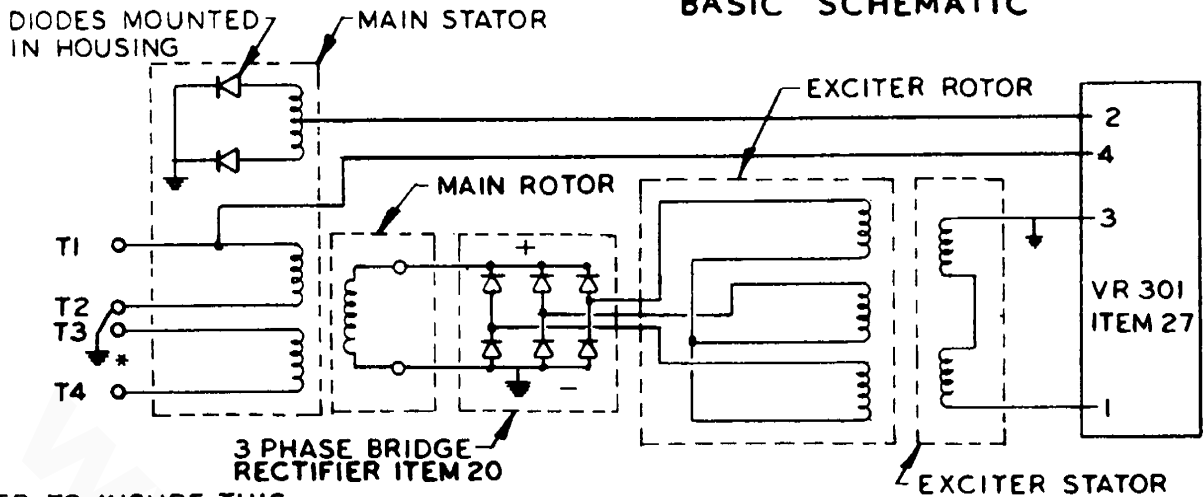 BASIC SCHEMATIC
DIODES MOUNTED
IN HOUSING
MAIN STATOR
EXCITER ROTOR
2
4
MAIN ROTOR
3
T1
+
T2
T3
*
T4
VR 301
ITEM 27
-
1
3 PHASE BRIDGE
RECTIFIER ITEM 20
EXCITER STATOR